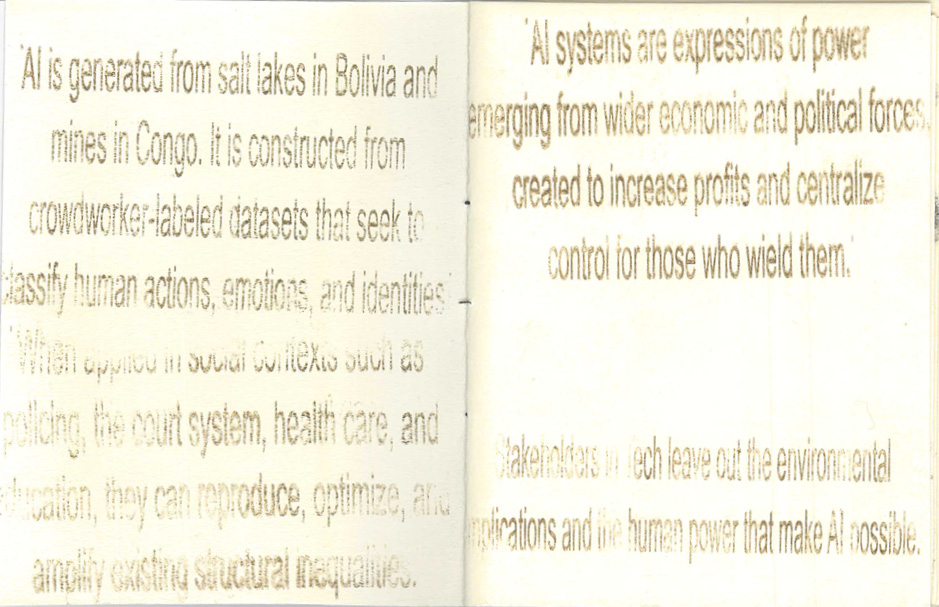 'AI is generated from salt lakes in Bolivia and
mines in Congo. It is constructed from
crowdworker-labeled datasets that seek to
classify human actions, emotions, and identities'
'When applied in social contexts such as
policing, the court system, health care, and
education, they can reproduce, optimize, and
amplify existing structural inequalities.
'AI systems are expressions of power
emerging from wider economic and political forces,
created to increase profits and centralize
control for those who wield them.'
Stakeholders in Tech leave out the environmental
implications and the human power that make AI possible.